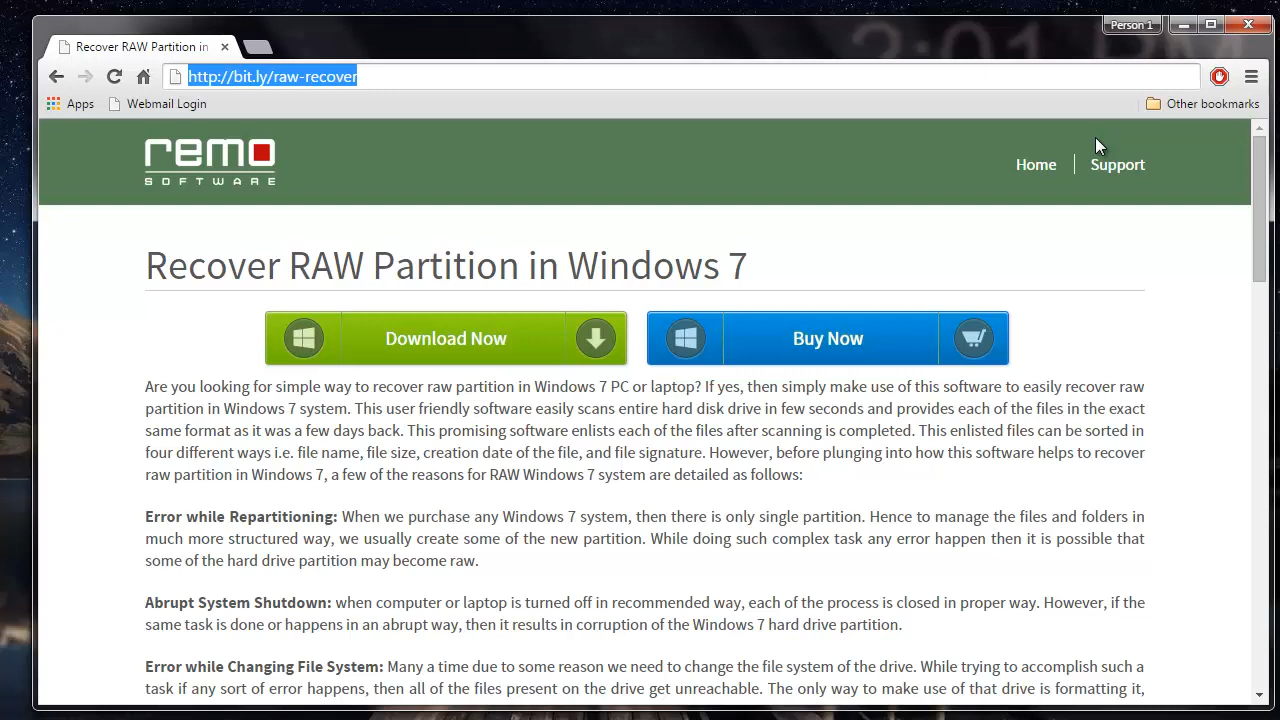 Person 1
Recover RAW Partition in
http://bit.ly/raw-recover
Apps Webmail Login Other bookmarks
remo
SOFTWARE
Home Support
Recover RAW Partition in Windows 7
Download Now Buy Now
Are you looking for simple way to recover raw partition in Windows 7 PC or laptop? If yes, then simply make use of this software to easily recover raw
partition in Windows 7 system. This user friendly software easily scans entire hard disk drive in few seconds and provides each of the files in the exact
same format as it was a few days back. This promising software enlists each of the files after scanning is completed. This enlisted files can be sorted in
four different ways i.e. file name, file size, creation date of the file, and file signature. However, before plunging into how this software helps to recover
raw partition in Windows 7, a few of the reasons for RAW Windows 7 system are detailed as follows:
Error while Repartitioning: When we purchase any Windows 7 system, then there is only single partition. Hence to manage the files and folders in
much more structured way, we usually create some of the new partition. While doing such complex task any error happen then it is possible that
some of the hard drive partition may become raw.
Abrupt System Shutdown: when computer or laptop is turned off in recommended way, each of the process is closed in proper way. However, if the
same task is done or happens in an abrupt way, then it results in corruption of the Windows 7 hard drive partition.
Error while Changing File System: Many a time due to some reason we need to change the file system of the drive. While trying to accomplish such a
task if any sort of error happens, then all of the files present on the drive get unreachable. The only way to make use of that drive is formatting it,